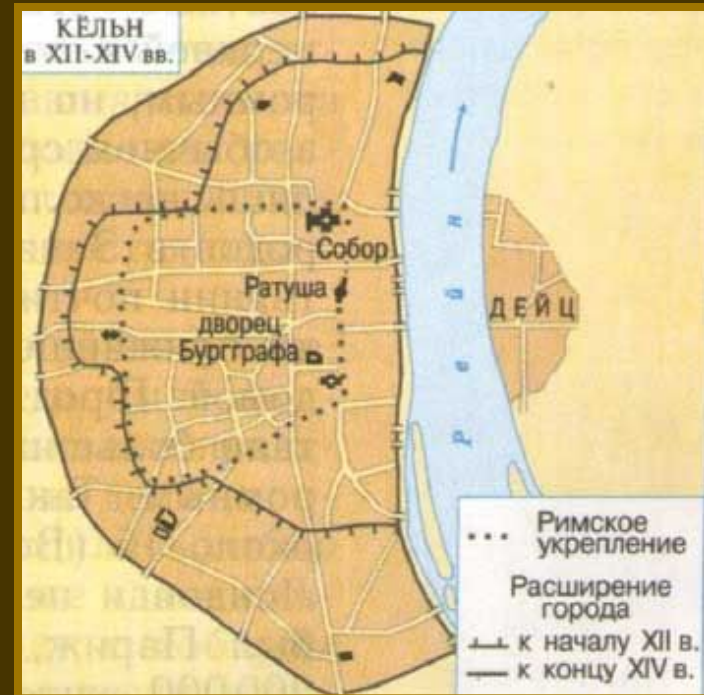 КЁЛЬН
в XII-XIV вв.
Собор
Ратуша
дворец
Бургграфа
ДЕЙЦ
Рейн
Римское
укрепление
Расширение
города
к началу XII в.
к концу XIV в.